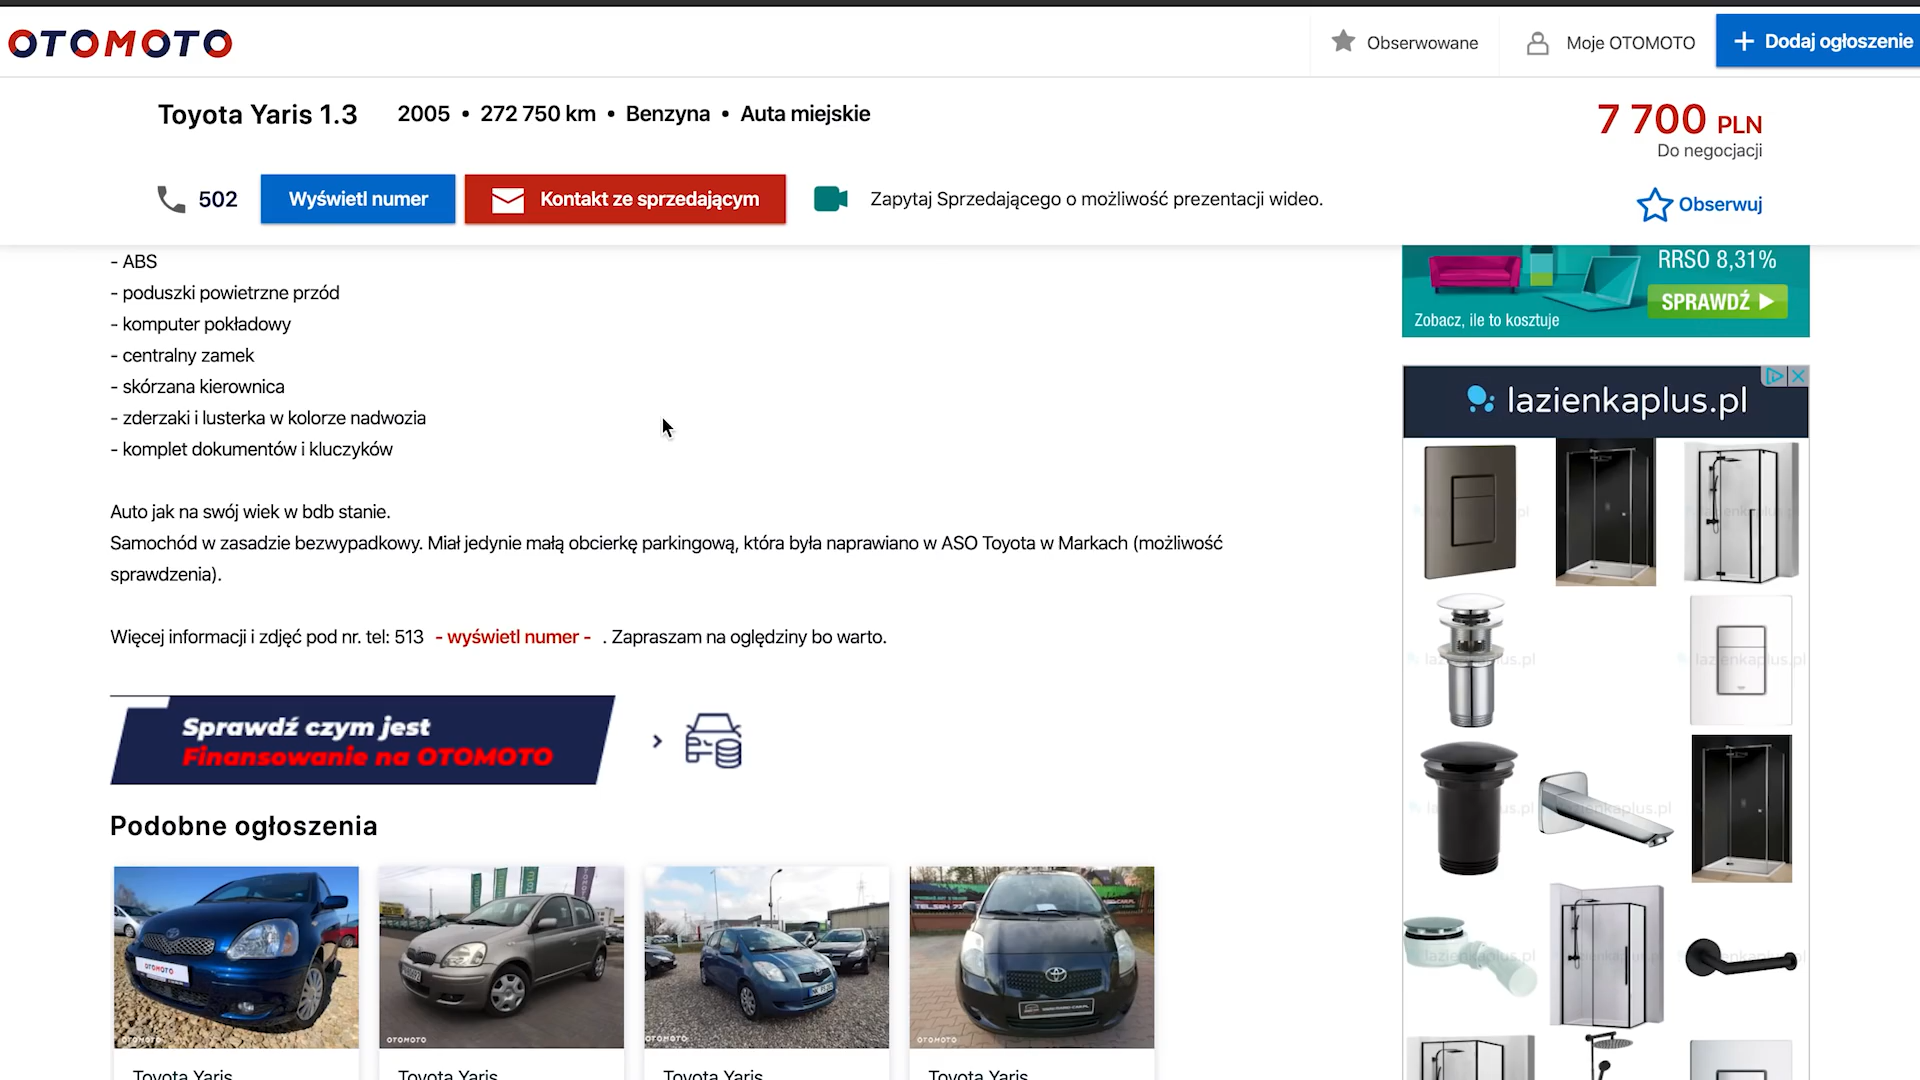 OTOMOTO
Obserwowane
Moje OTOMOTO
+ Dodaj ogłoszenie
Toyota Yaris 1.3
2005 • 272 750 km • Benzyna • Auta miejskie
7 700 PLN
Do negocjacji
502
Wyświetl numer
Kontakt ze sprzedającym
Zapytaj Sprzedającego o możliwość prezentacji wideo.
Obserwuj
- ABS
- poduszki powietrzne przód
- komputer pokładowy
- centralny zamek
- skórzana kierownica
- zderzaki i lusterka w kolorze nadwozia
- komplet dokumentów i kluczyków
Auto jak na swój wiek w bdb stanie.
Samochód w zasadzie bezwypadkowy. Miał jedynie małą obcierkę parkingową, która była naprawiano w ASO Toyota w Markach (możliwość
sprawdzenia).
Więcej informacji i zdjęć pod nr. tel: 513 - wyświetl numer - . Zapraszam na oględziny bo warto.
Sprawdź czym jest
Finansowanie na OTOMOTO
Podobne ogłoszenia
OTOMOTO
OTOMOTO
OTOMOTO
OTOMOTO
OTOMOTO
Toyota Yaris
Toyota Yaris
Toyota Yaris
Toyota Yaris
RRSO 8,31%
SPRAWDŹ
Zobacz, ile to kosztuje
lazienkaplus.pl